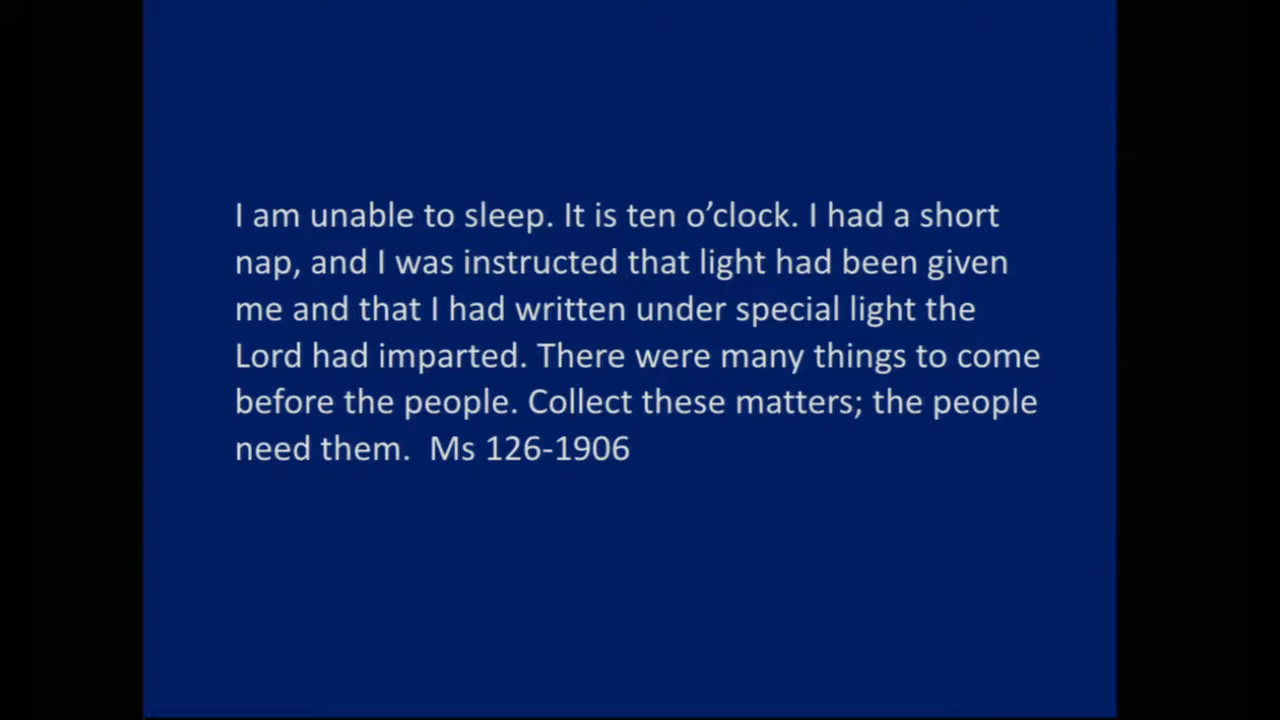 I am unable to sleep. It is ten o’clock. I had a short
nap, and I was instructed that light had been given
me and that I had written under special light the
Lord had imparted. There were many things to come
before the people. Collect these matters; the people
need them.  Ms 126-1906